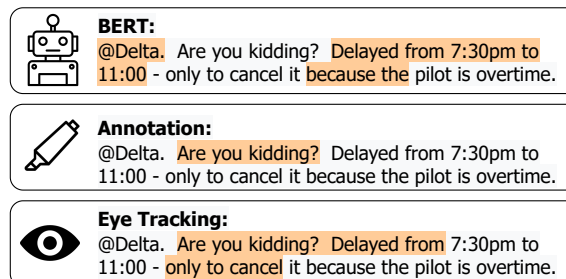 BERT:
@Delta. Are you kidding? Delayed from 7:30pm to
11:00 - only to cancel it because the pilot is overtime.
Annotation:
@Delta. Are you kidding? Delayed from 7:30pm to
11:00 - only to cancel it because the pilot is overtime.
Eye Tracking:
@Delta. Are you kidding? Delayed from 7:30pm to
11:00 - only to cancel it because the pilot is overtime.